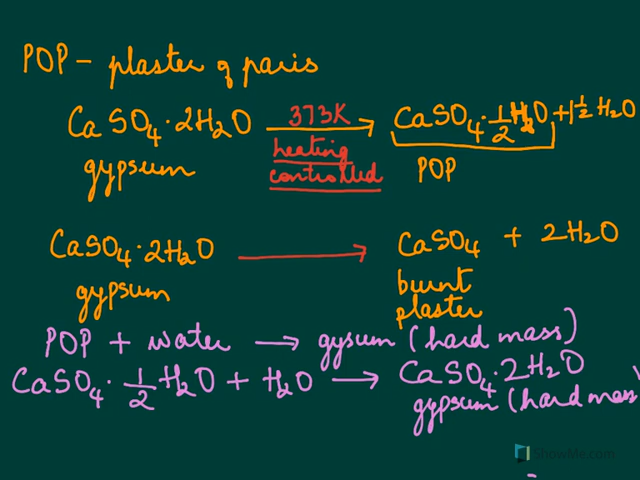 POP - plaster of paris
CaSO₄·2H₂O 373K → CaSO₄·1/2H₂O + 1 1/2 H₂O
gypsum heating controlled POP
CaSO₄·2H₂O → CaSO₄ + 2H₂O
gypsum burnt plaster
POP + water → gysum (hard mass)
CaSO₄·1/2H₂O + H₂O → CaSO₄·2H₂O
gypsum (hard mass)
ShowMe.com